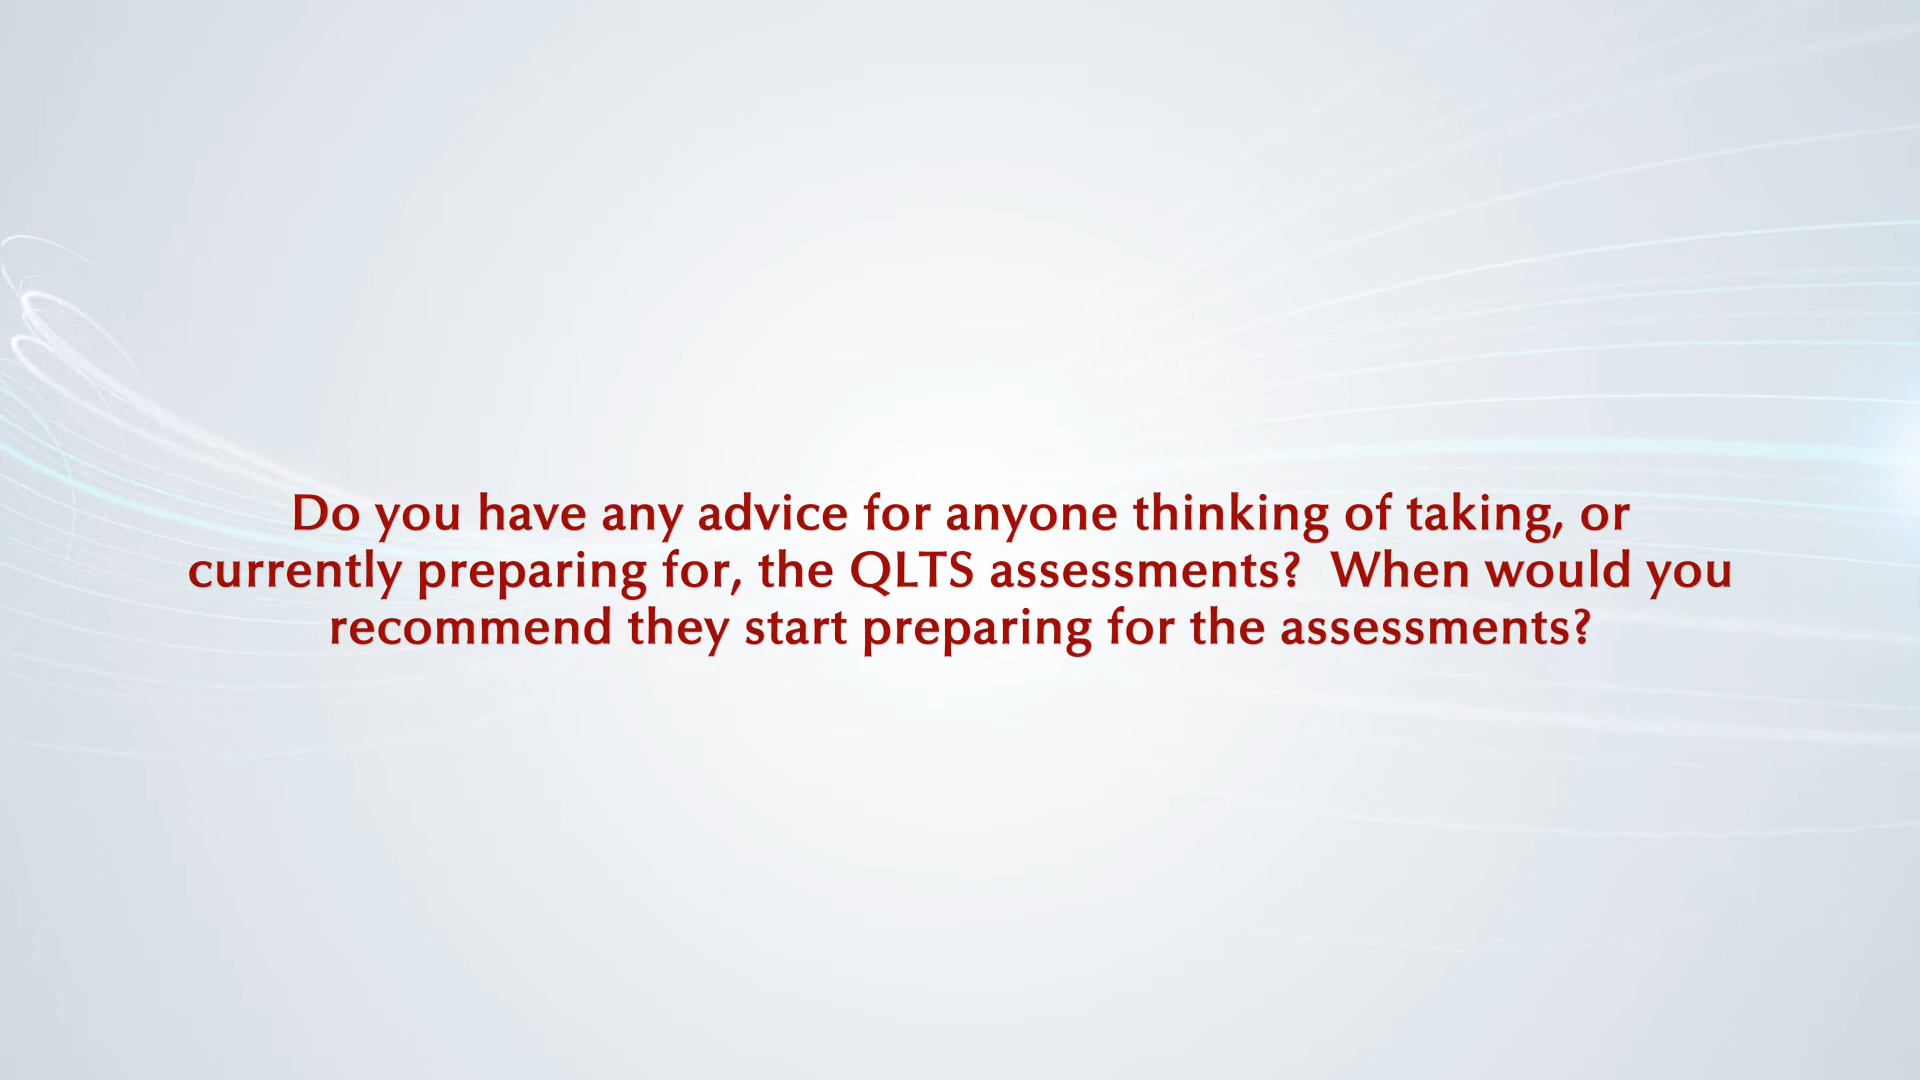 Do you have any advice for anyone thinking of taking, or
currently preparing for, the QLTS assessments?  When would you
recommend they start preparing for the assessments?